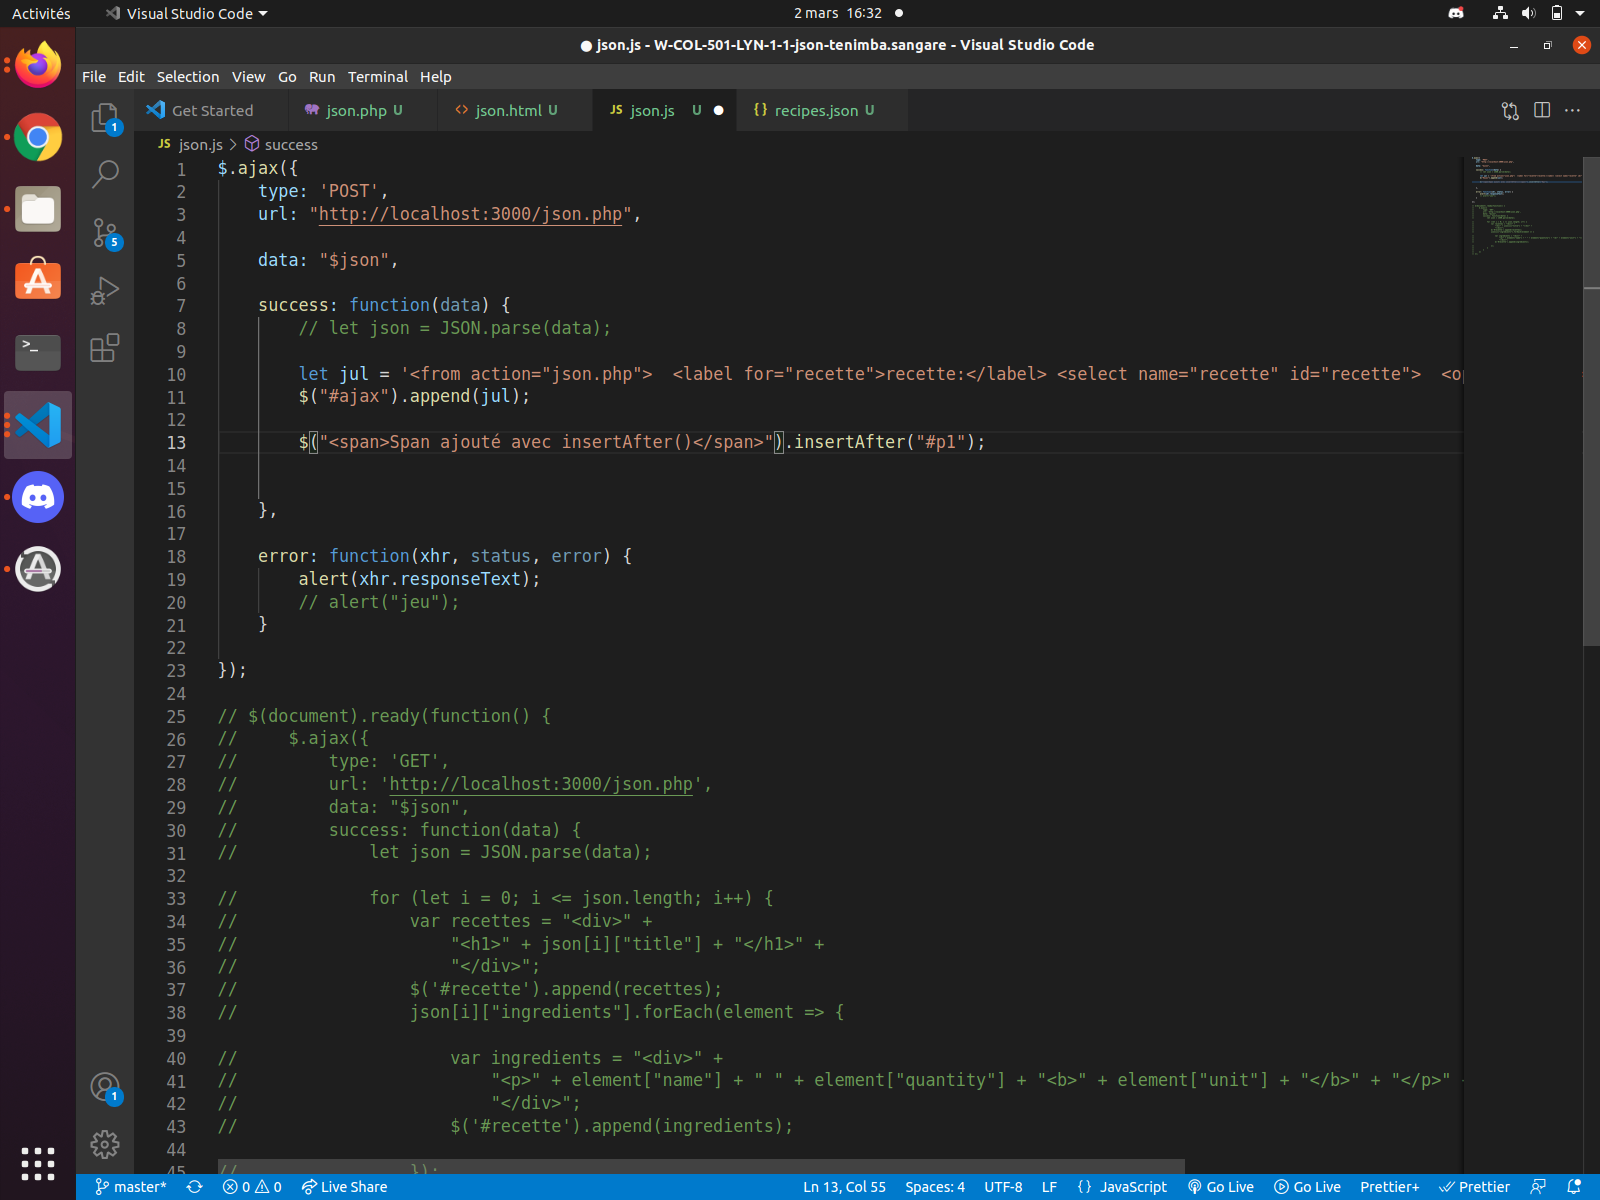 Activités
Visual Studio Code
2 mars 16:32
json.js - W-COL-501-LYN-1-1-json-tenimba.sangare - Visual Studio Code
File Edit Selection View Go Run Terminal Help
Get Started
json.php U
json.html U
JS json.js U
{} recipes.json U
JS json.js > success
1 $.ajax({
2 type: 'POST',
3 url: "http://localhost:3000/json.php",
4
5 data: "$json",
6
7 success: function(data) {
8 // let json = JSON.parse(data);
9
10 let jul = '<from action="json.php">  <label for="recette">recette:</label> <select name="recette" id="recette">  <op
11 $("#ajax").append(jul);
12
13 $("<span>Span ajouté avec insertAfter()</span>").insertAfter("#p1");
14
15
16 },
17
18 error: function(xhr, status, error) {
19 alert(xhr.responseText);
20 // alert("jeu");
21 }
22
23 });
24
25 // $(document).ready(function() {
26 //     $.ajax({
27 //         type: 'GET',
28 //         url: 'http://localhost:3000/json.php',
29 //         data: "$json",
30 //         success: function(data) {
31 //             let json = JSON.parse(data);
32
33 //             for (let i = 0; i <= json.length; i++) {
34 //                 var recettes = "<div>" +
35 //                     "<h1>" + json[i]["title"] + "</h1>" +
36 //                     "</div>";
37 //                 $('#recette').append(recettes);
38 //                 json[i]["ingredients"].forEach(element => {
39
40 //                     var ingredients = "<div>" +
41 //                         "<p>" + element["name"] + " " + element["quantity"] + "<b>" + element["unit"] + "</b>" + "</p>"
42 //                         "</div>";
43 //                     $('#recette').append(ingredients);
44
45 //                 });
1
5
1
master*
0 0
Live Share
Ln 13, Col 55
Spaces: 4
UTF-8
LF
{} JavaScript
Go Live
Go Live
Prettier+
Prettier